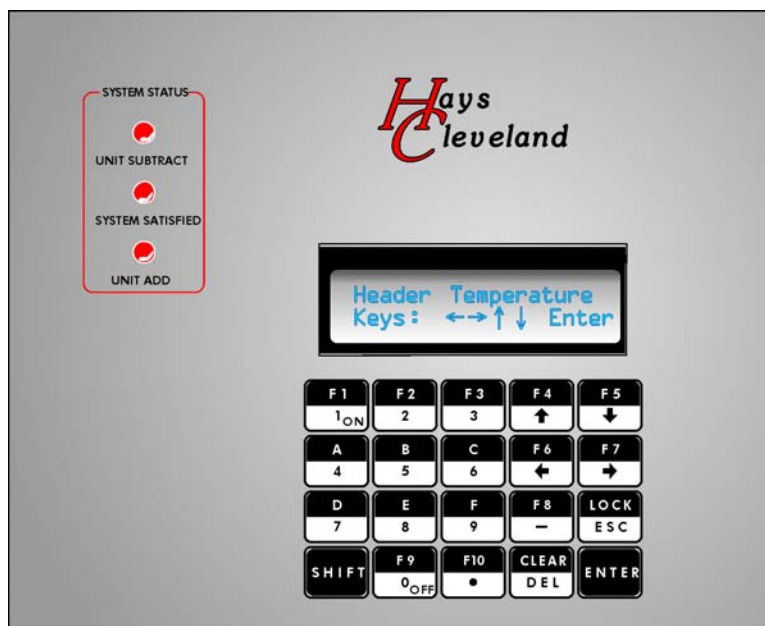 SYSTEM STATUS
UNIT SUBTRACT
SYSTEM SATISFIED
UNIT ADD
Hays
Cleveland
Header Temperature
Keys: ←→↑↓ Enter
F1 F2 F3 F4 F5
1ON 2 3 ↑ ↓
A B C F6 F7
4 5 6 ← →
D E F F8 LOCK
7 8 9 – ESC
SHIFT F9 F10 CLEAR ENTER
0OFF • DEL